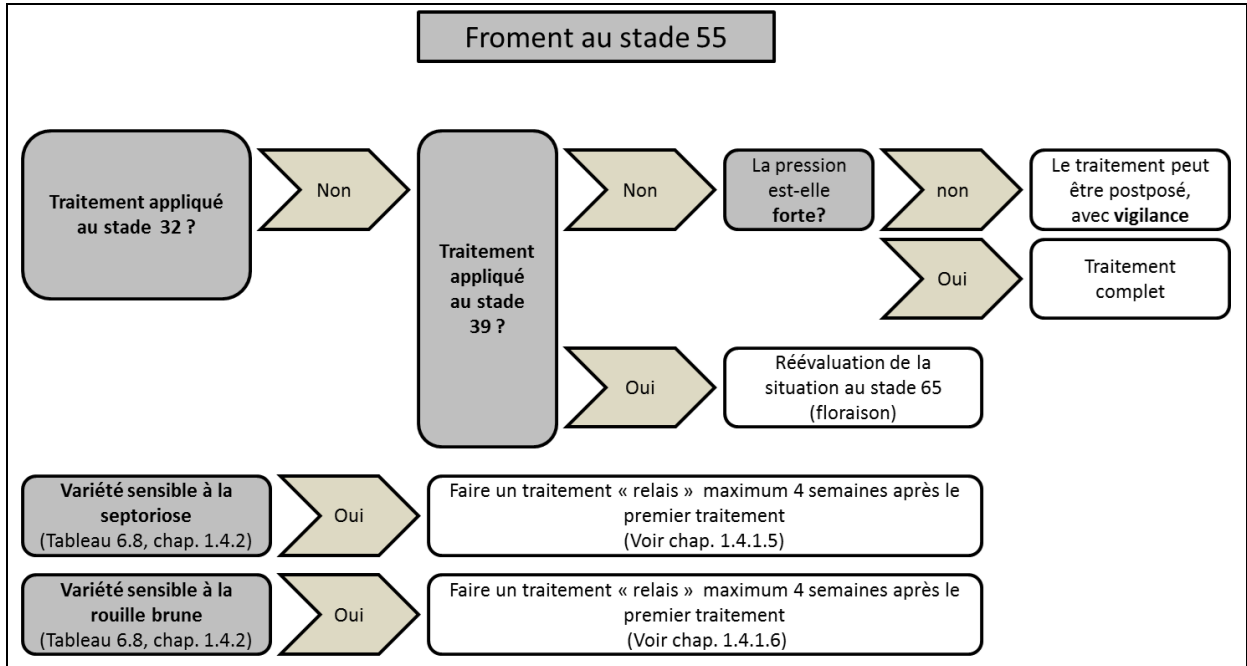 Froment au stade 55
Traitement appliqué
au stade 32 ?
Non
Traitement
appliqué
au stade
39 ?
Non
La pression
est-elle
forte?
non
Le traitement peut
être postposé,
avec vigilance
Oui
Traitement
complet
Oui
Réévaluation de la
situation au stade 65
(floraison)
Variété sensible à la
septoriose
(Tableau 6.8, chap. 1.4.2)
Oui
Faire un traitement « relais » maximum 4 semaines après le
premier traitement
(Voir chap. 1.4.1.5)
Variété sensible à la
rouille brune
(Tableau 6.8, chap. 1.4.2)
Oui
Faire un traitement « relais » maximum 4 semaines après le
premier traitement
(Voir chap. 1.4.1.6)